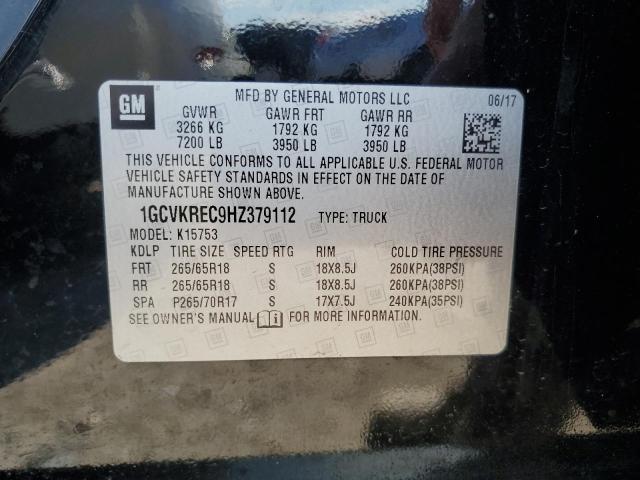 GM
MFD BY GENERAL MOTORS LLC 06/17
GVWR GAWR FRT GAWR RR
3266 KG 1792 KG 1792 KG
7200 LB 3950 LB 3950 LB
THIS VEHICLE CONFORMS TO ALL APPLICABLE U.S. FEDERAL MOTOR
VEHICLE SAFETY STANDARDS IN EFFECT ON THE DATE OF
MANUFACTURE SHOWN ABOVE.
1GCVKREC9HZ379112 TYPE: TRUCK
MODEL: K15753
KDLP TIRE SIZE SPEED RTG RIM COLD TIRE PRESSURE
FRT 265/65R18 S 18X8.5J 260KPA(38PSI)
RR 265/65R18 S 18X8.5J 260KPA(38PSI)
SPA P265/70R17 S 17X7.5J 240KPA(35PSI)
SEE OWNER'S MANUAL FOR MORE INFORMATION.